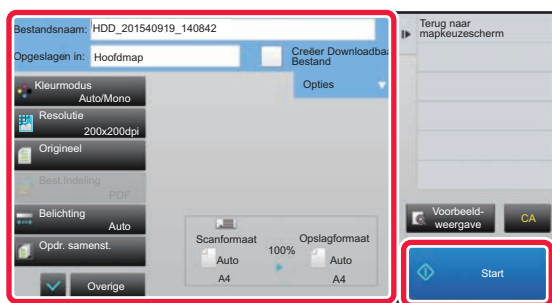 Bestandsnaam: HDD_201540919_140842
Opgeslagen in: Hoofdmap
Creëer Downloadbaa
Bestand
Opties
Kleurmodus
Auto/Mono
Resolutie
200x200dpi
Origineel
Best.Indeling
PDF
Belichting
Auto
Opdr. samenst.
Overige
Scanformaat
100%
Opslagformaat
Auto
Auto
A4
A4
Terug naar
mapkeuzescherm
Voorbeeld-
weergave
CA
Start